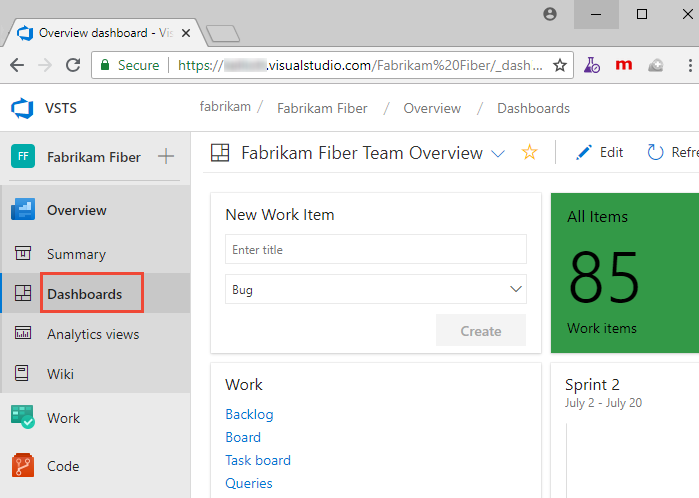 Overview dashboard - Vis
Secure
https://
.visualstudio.com/Fabrikam%20Fiber/_dash...
m
VSTS
fabrikam / Fabrikam Fiber / Overview / Dashboards
FF
Fabrikam Fiber
Fabrikam Fiber Team Overview
Edit
Refre
Overview
Summary
Dashboards
Analytics views
Wiki
Work
Code
New Work Item
Enter title
Bug
Create
All Items
85
Work items
Work
Backlog
Board
Task board
Queries
Sprint 2
July 2 - July 20